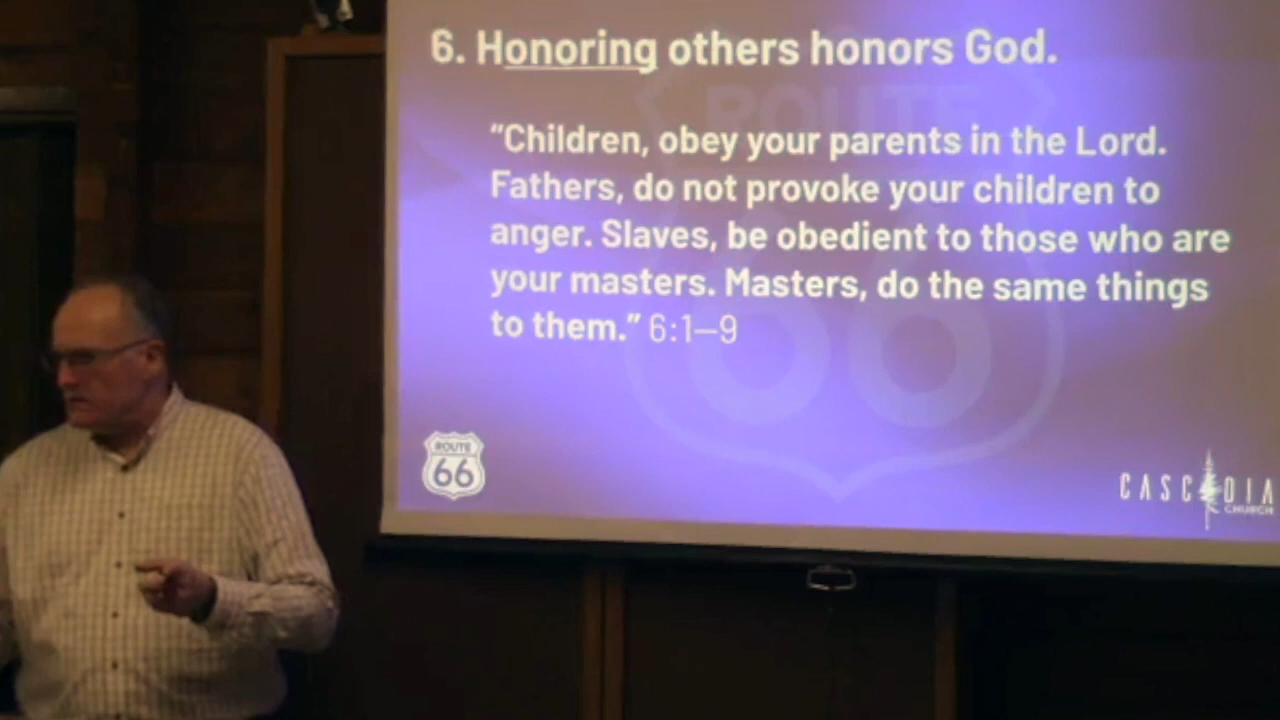 6. Honoring others honors God.
“Children, obey your parents in the Lord.
Fathers, do not provoke your children to
anger. Slaves, be obedient to those who are
your masters. Masters, do the same things
to them.” 6:1–9
ROUTE
66
ROUTE
66
CASCADIA
CHURCH